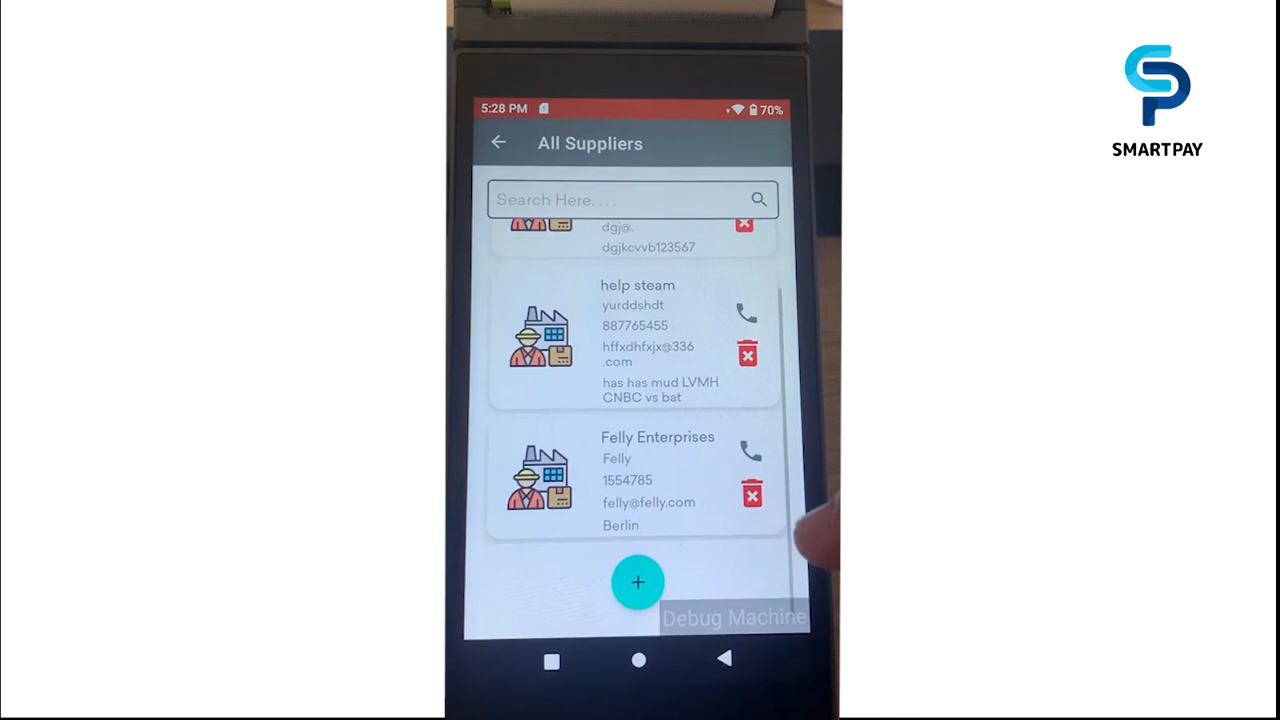 5:28 PM
70%
All Suppliers
Search Here. . . .
dgj@.
dgjkcvvb123567
help steam
yurddshdt
887765455
hffxdhfxjx@336
.com
has has mud LVMH
CNBC vs bat
Felly Enterprises
Felly
1554785
felly@felly.com
Berlin
+
Debug Machine
SMARTPAY